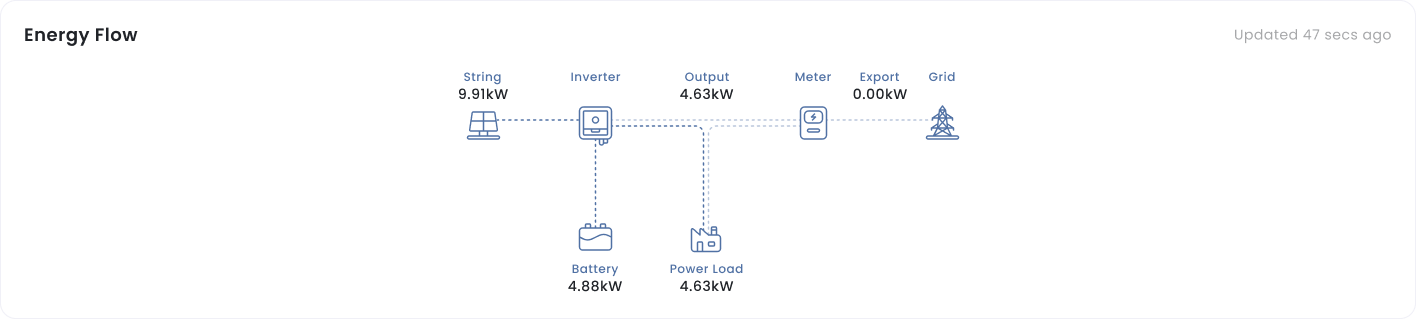 Energy Flow
Updated 47 secs ago
String
9.91kW
Inverter
Output
4.63kW
Meter
Export
0.00kW
Grid
Battery
4.88kW
Power Load
4.63kW